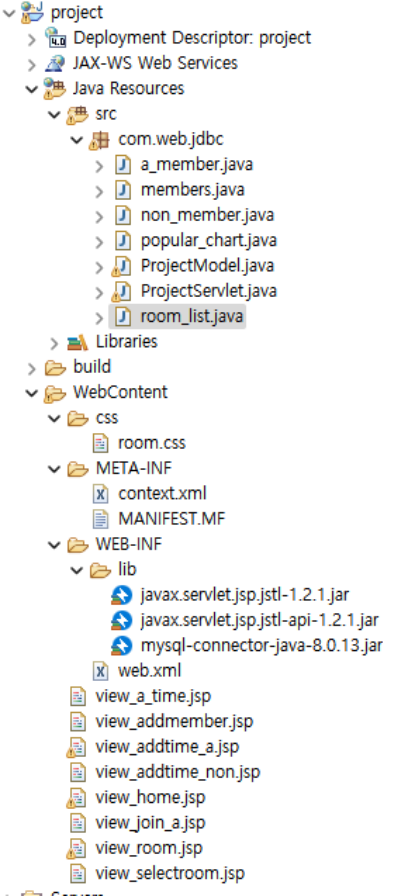 project
Deployment Descriptor: project
JAX-WS Web Services
Java Resources
src
com.web.jdbc
a_member.java
members.java
non_member.java
popular_chart.java
ProjectModel.java
ProjectServlet.java
room_list.java
Libraries
build
WebContent
css
room.css
META-INF
context.xml
MANIFEST.MF
WEB-INF
lib
javax.servlet.jsp.jstl-1.2.1.jar
javax.servlet.jsp.jstl-api-1.2.1.jar
mysql-connector-java-8.0.13.jar
web.xml
view_a_time.jsp
view_addmember.jsp
view_addtime_a.jsp
view_addtime_non.jsp
view_home.jsp
view_join_a.jsp
view_room.jsp
view_selectroom.jsp